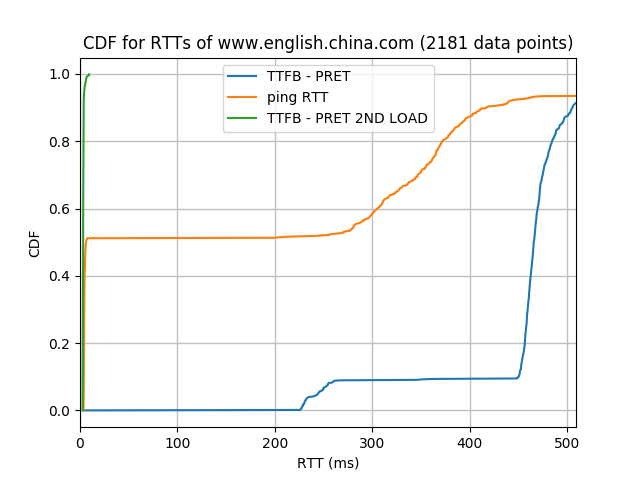 CDF for RTTs of www.english.china.com (2181 data points)
TTFB - PRET
ping RTT
TTFB - PRET 2ND LOAD
1.0
0.8
0.6
0.4
0.2
0.0
CDF
0 100 200 300 400 500
RTT (ms)